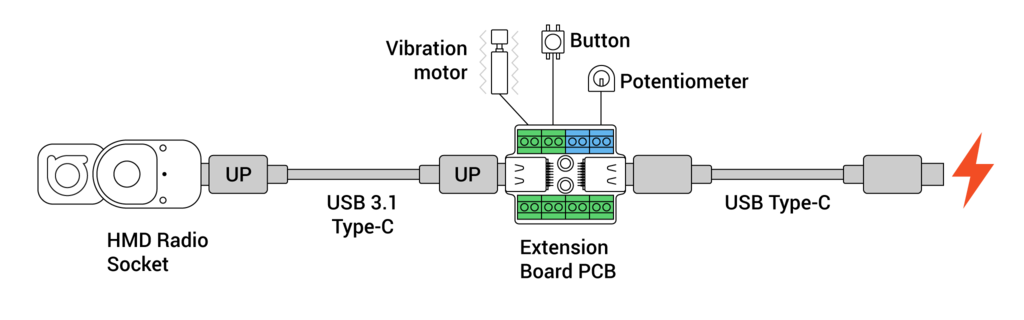 Vibration
motor
Button
Potentiometer
UP
UP
USB 3.1
Type-C
USB Type-C
HMD Radio
Socket
Extension
Board PCB